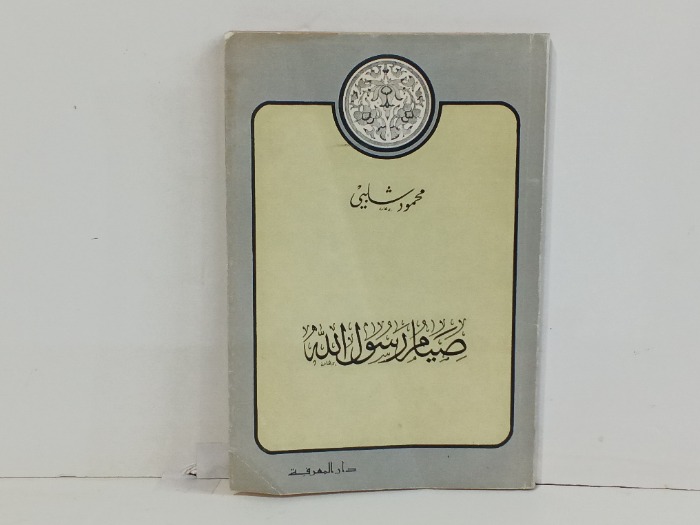 محمود شلبي
صيام رسول الله
دار المعرفة